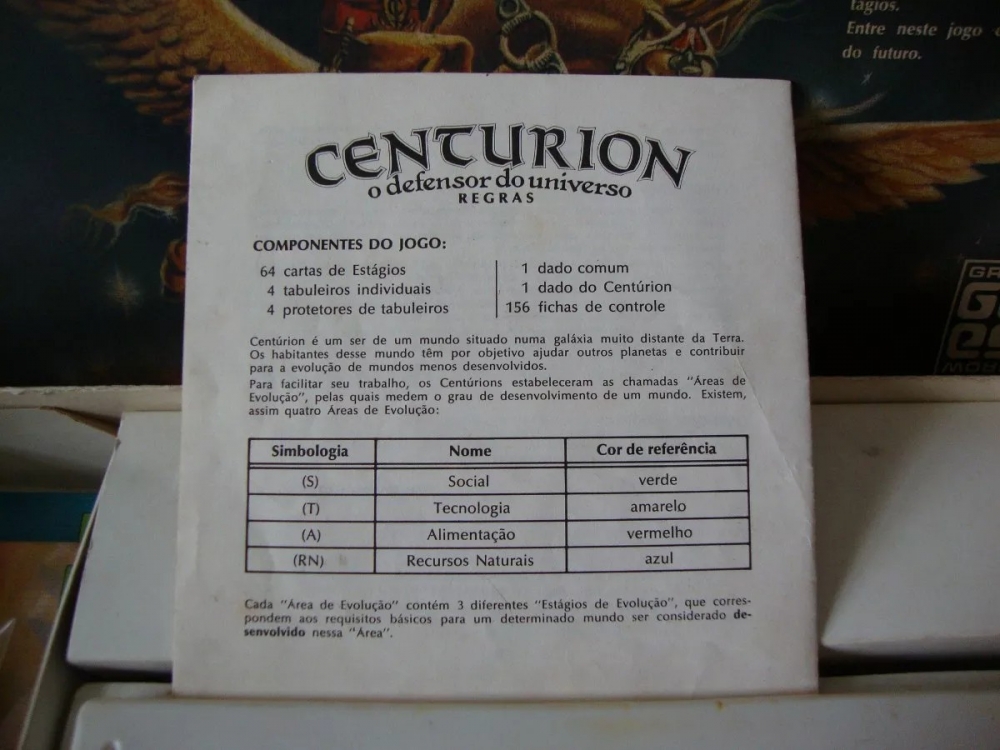 tágios.
Entre neste jogo
do futuro.
CENTURION
o defensor do universo
REGRAS
COMPONENTES DO JOGO:
64 cartas de Estágios
4 tabuleiros individuais
4 protetores de tabuleiros
1 dado comum
1 dado do Centúrion
156 fichas de controle
Centúrion é um ser de um mundo situado numa galáxia muito distante da Terra.
Os habitantes desse mundo têm por objetivo ajudar outros planetas e contribuir
para a evolução de mundos menos desenvolvidos.
Para facilitar seu trabalho, os Centúrions estabeleceram as chamadas "Áreas de
Evolução", pelas quais medem o grau de desenvolvimento de um mundo. Existem,
assim quatro Áreas de Evolução:
Simbologia Nome Cor de referência
(S) Social verde
(T) Tecnologia amarelo
(A) Alimentação vermelho
(RN) Recursos Naturais azul
Cada "Área de Evolução" contém 3 diferentes "Estágios de Evolução", que corres-
pondem aos requisitos básicos para um determinado mundo ser considerado de-
senvolvido nessa "Área".